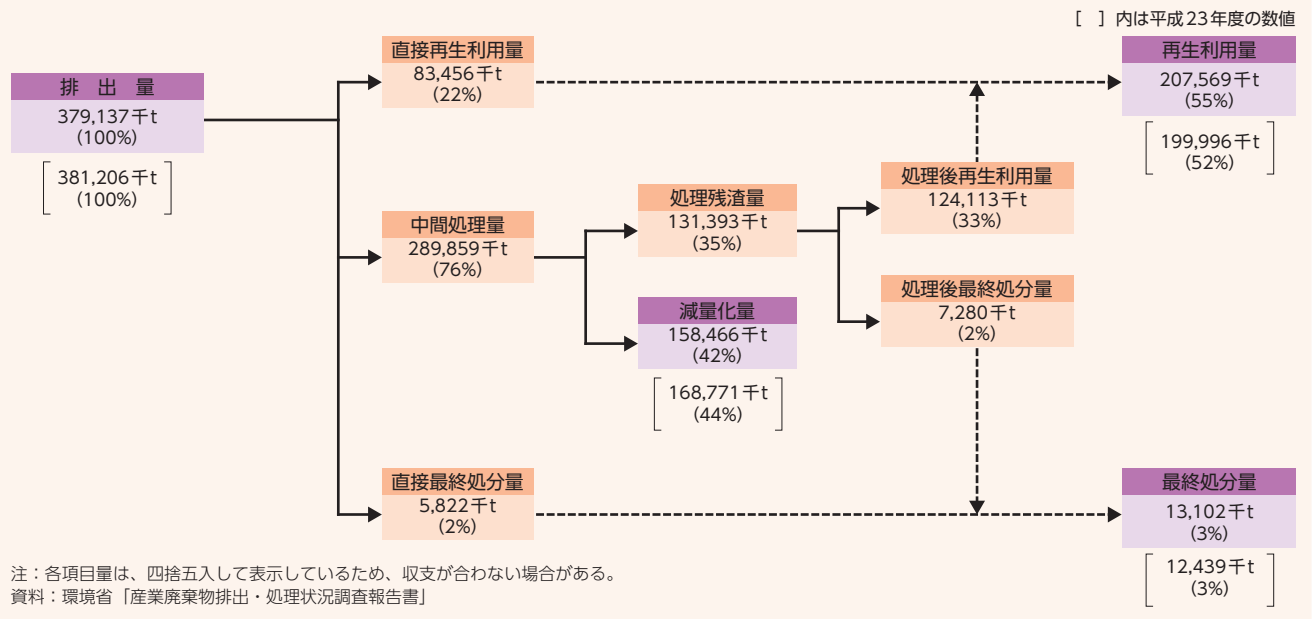 ［　］内は平成23年度の数値
排　出　量
379,137千t
(100%)
381,206千t
(100%)
直接再生利用量
83,456千t
(22%)
中間処理量
289,859千t
(76%)
直接最終処分量
5,822千t
(2%)
処理残渣量
131,393千t
(35%)
減量化量
158,466千t
(42%)
168,771千t
(44%)
処理後再生利用量
124,113千t
(33%)
処理後最終処分量
7,280千t
(2%)
再生利用量
207,569千t
(55%)
199,996千t
(52%)
最終処分量
13,102千t
(3%)
12,439千t
(3%)
注：各項目量は、四捨五入して表示しているため、収支が合わない場合がある。
資料：環境省「産業廃棄物排出・処理状況調査報告書」